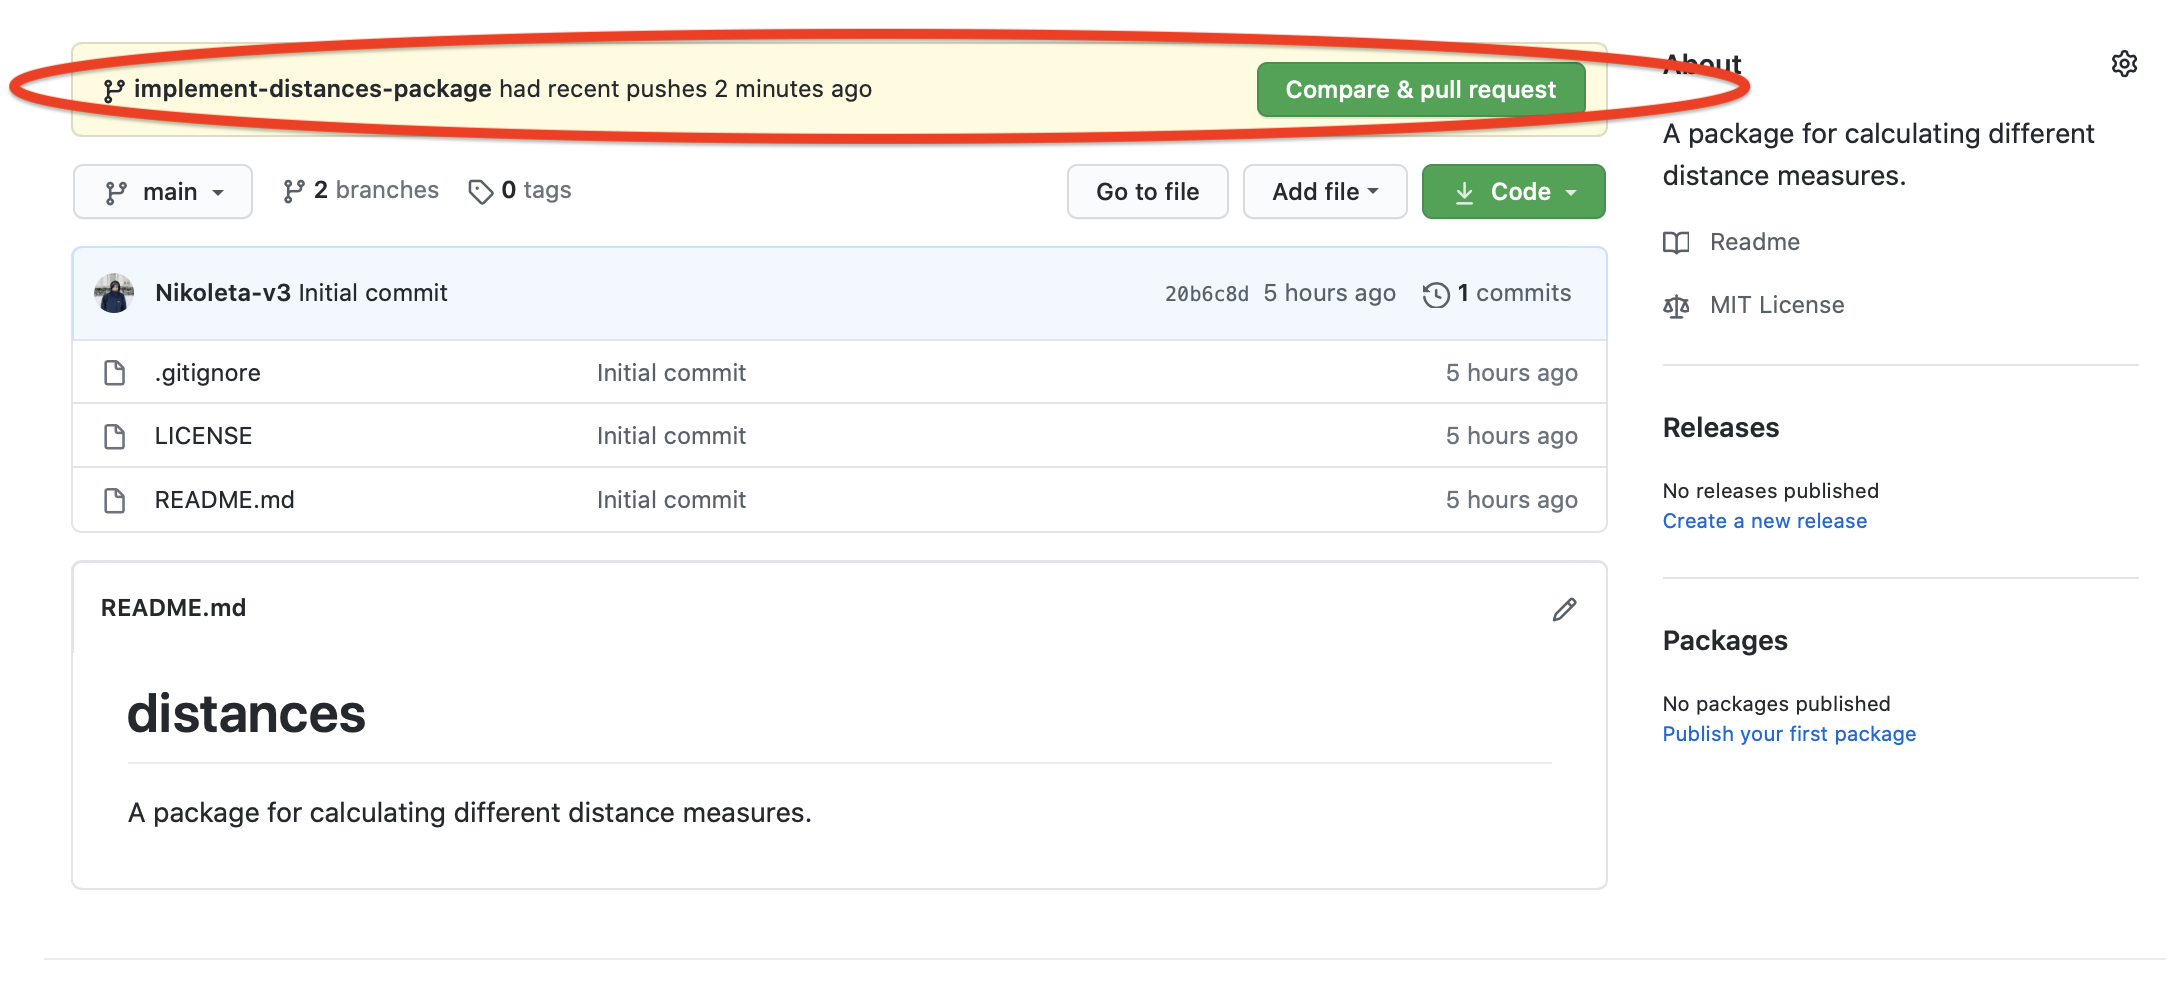 implement-distances-package had recent pushes 2 minutes ago
Compare & pull request
main
2 branches
0 tags
Go to file
Add file
Code
Nikoleta-v3 Initial commit
20b6c8d 5 hours ago
1 commits
.gitignore Initial commit 5 hours ago
LICENSE Initial commit 5 hours ago
README.md Initial commit 5 hours ago
README.md
distances
A package for calculating different distance measures.
About
A package for calculating different
distance measures.
Readme
MIT License
Releases
No releases published
Create a new release
Packages
No packages published
Publish your first package